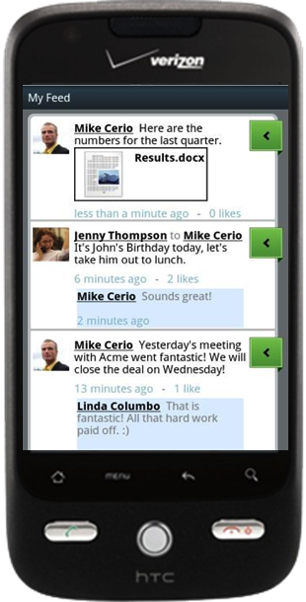 verizon
My Feed
Mike Cerio Here are the
numbers for the last quarter.
Results.docx
less than a minute ago - 0 likes
Jenny Thompson to Mike Cerio
It's John's Birthday today, let's
take him out to lunch.
6 minutes ago - 2 likes
Mike Cerio Sounds great!
2 minutes ago
Mike Cerio Yesterday's meeting
with Acme went fantastic! We will
close the deal on Wednesday!
13 minutes ago - 1 like
Linda Columbo That is
fantastic! All that hard work
paid off. :)
MENU
hTC